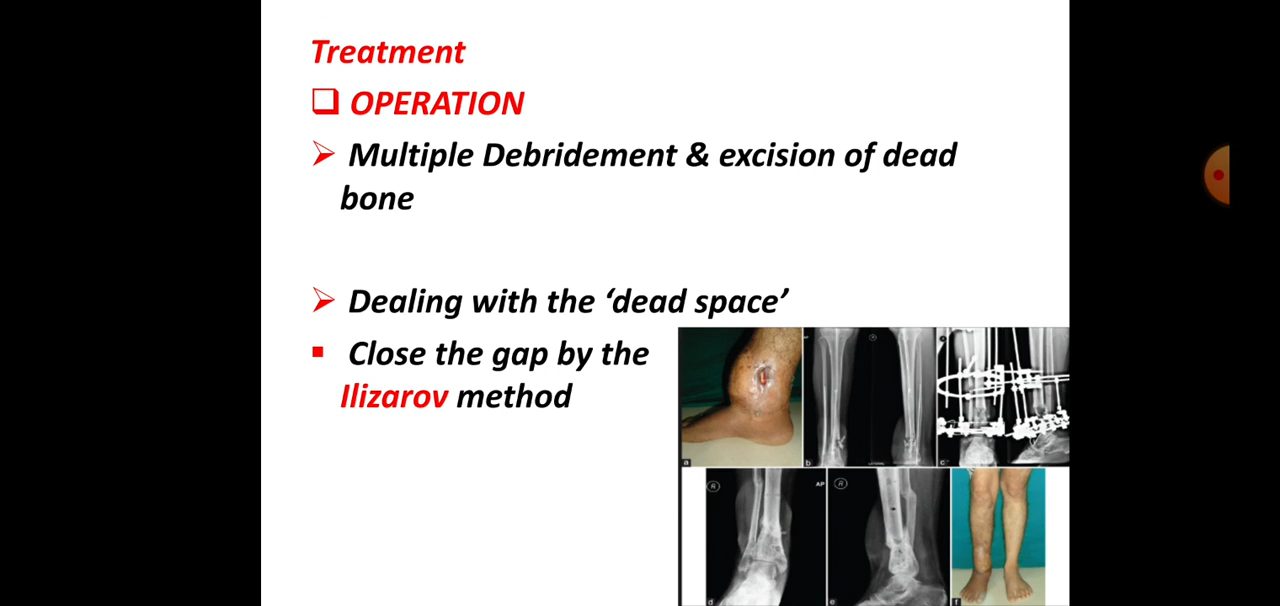 Treatment
OPERATION
Multiple Debridement & excision of dead
bone
Dealing with the ‘dead space’
Close the gap by the
Ilizarov method
a
b
c
R
AP
R
d
e
f